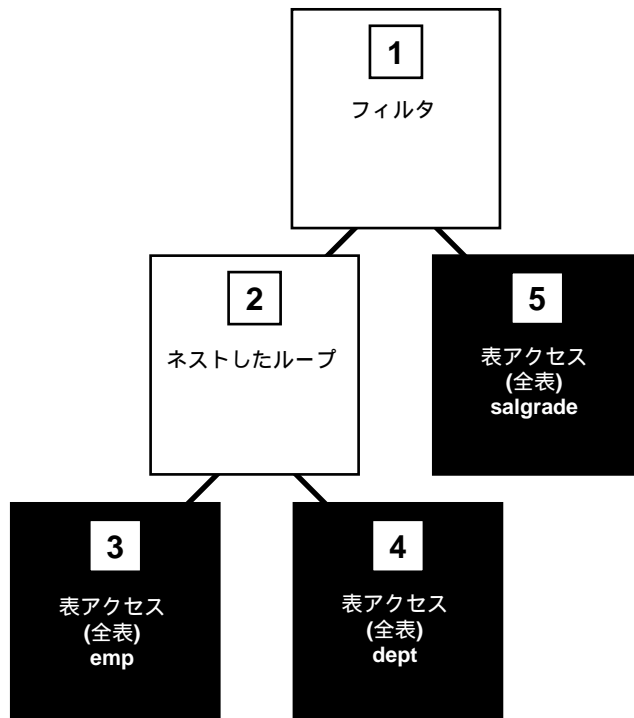 1
フィルタ
2
ネストしたループ
5
表アクセス
(全表)
salgrade
3
表アクセス
(全表)
emp
4
表アクセス
(全表)
dept